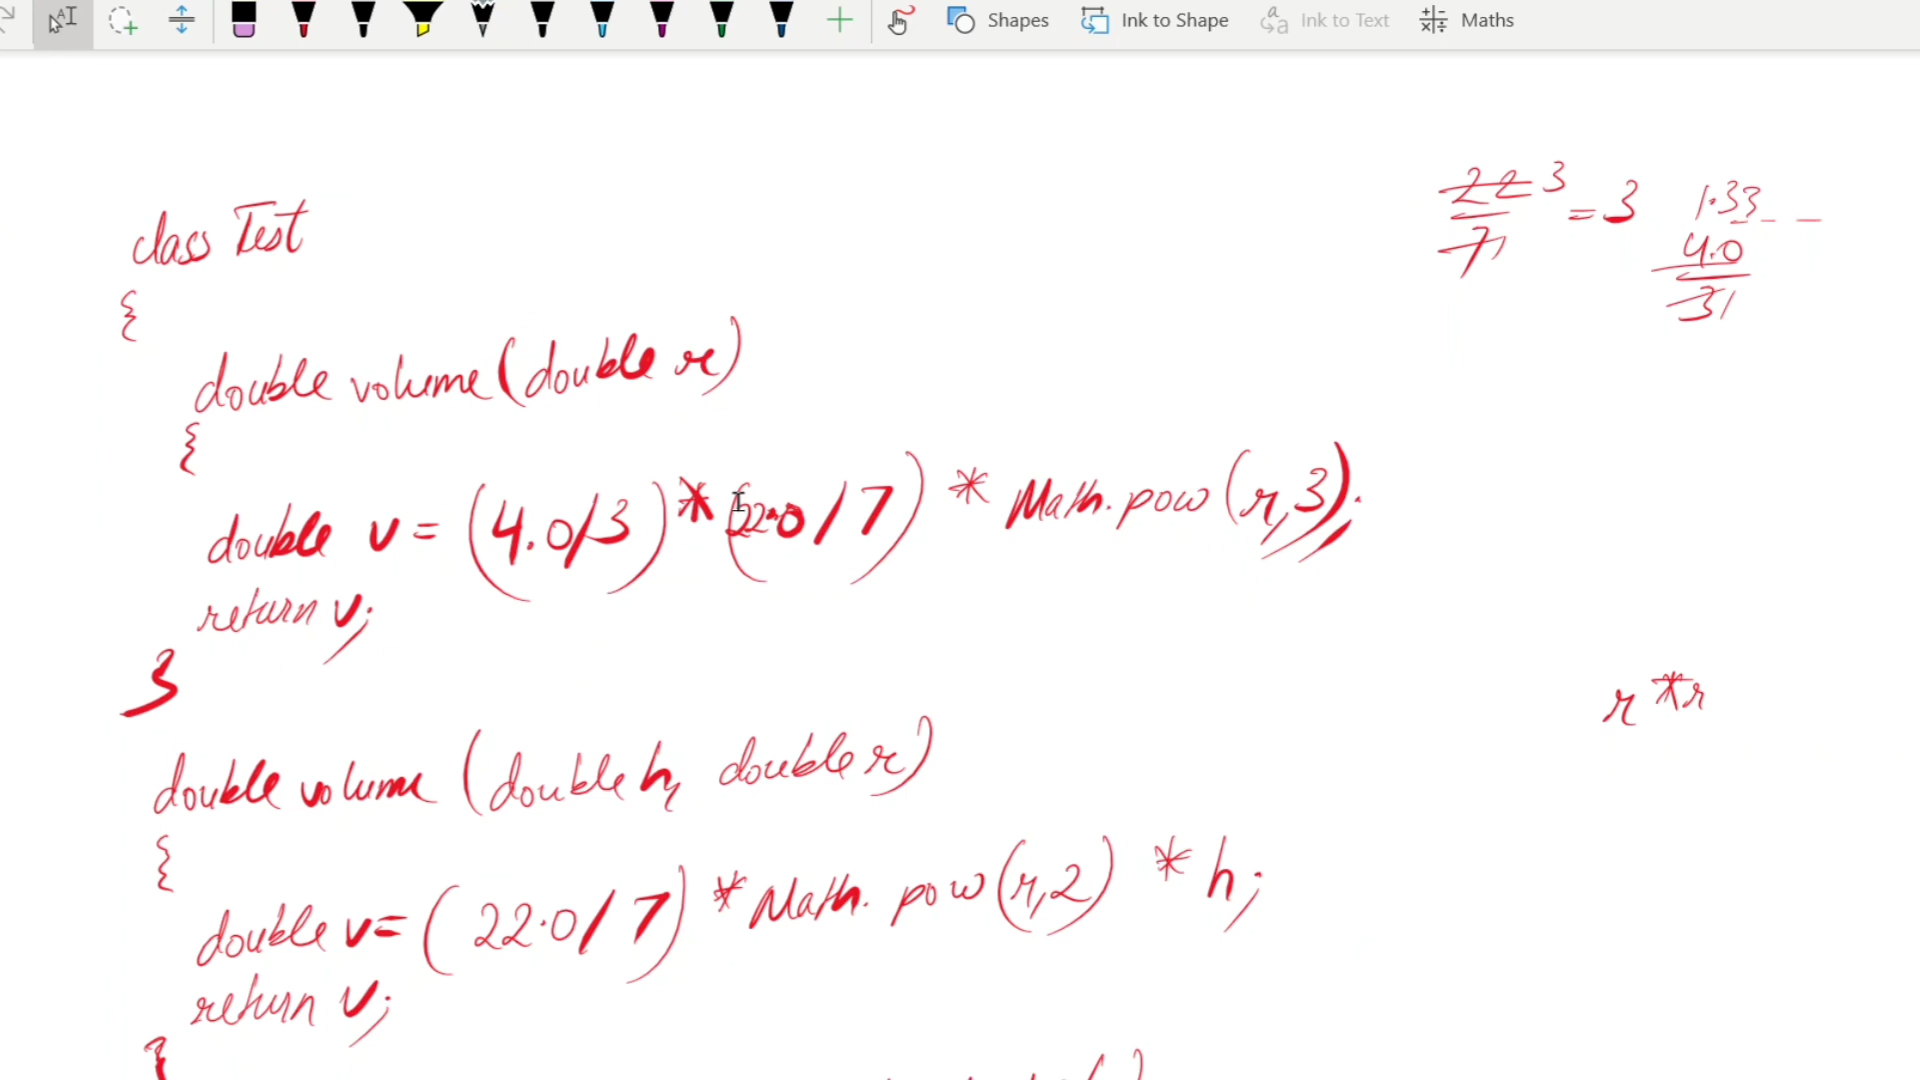 Shapes Ink to Shape Ink to Text Maths
22 3 = 3 1.33
7 4.0
3
class Test
{
double volume (double r)
{
double v = (4.0/3) * (22.0/7) * Math.pow (r,3);
return v;
}
r*r
double volume (double h, double r)
{
double v = (22.0/7) * Math.pow (r,2) * h;
return v;
}